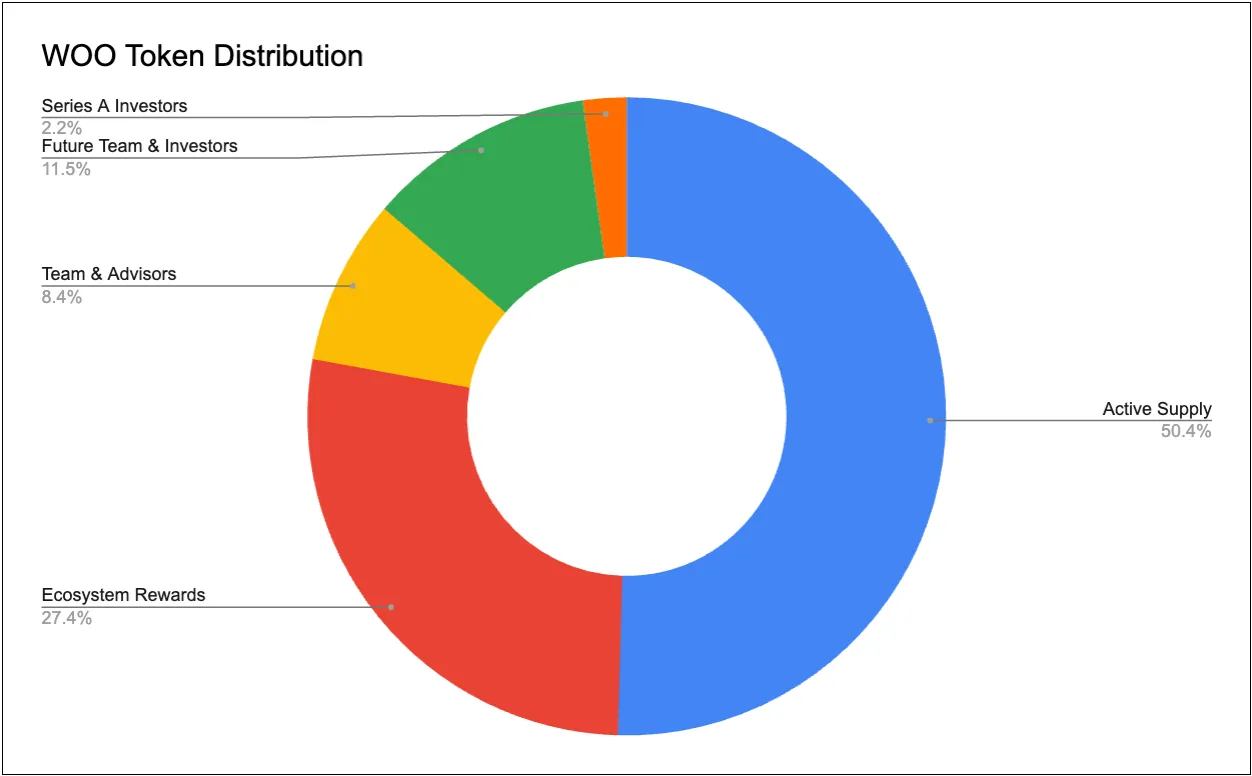 WOO Token Distribution
Series A Investors
2.2%
Future Team & Investors
11.5%
Team & Advisors
8.4%
Active Supply
50.4%
Ecosystem Rewards
27.4%